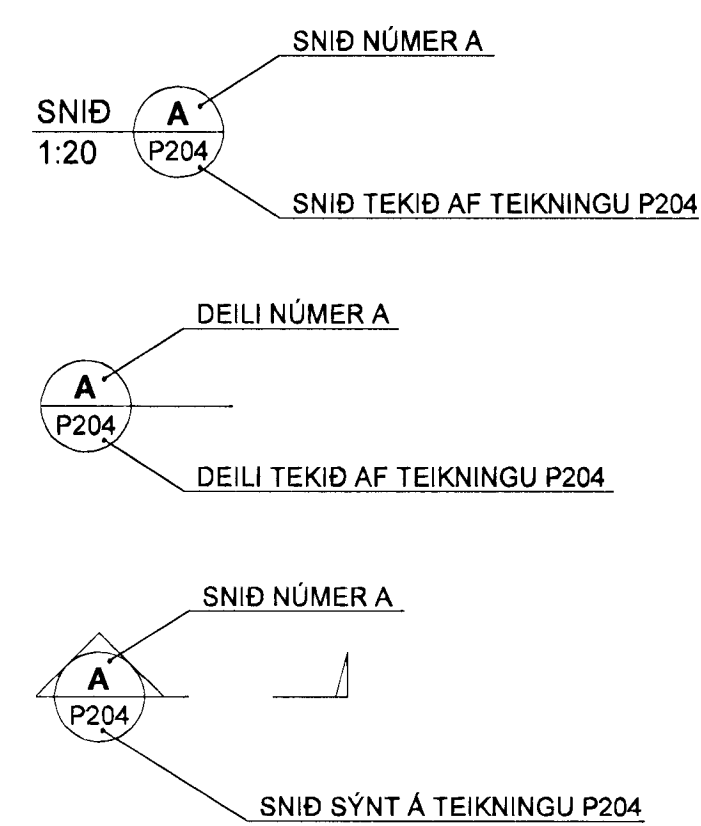 SNIÐ NÚMER A
SNIÐ
A
1:20
P204
SNIÐ TEKIÐ AF TEIKNINGU P204
DEILI NÚMER A
A
P204
DEILI TEKIÐ AF TEIKNINGU P204
SNIÐ NÚMER A
A
P204
SNIÐ SÝNT Á TEIKNINGU P204